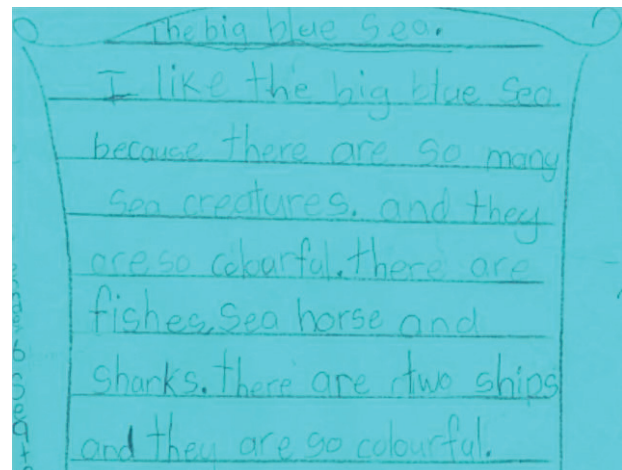 The big blue sea.
I like the big blue sea
because there are so many
sea creatures. and they
are so colourful. there are
fishes, sea horse and
sharks. there are two ships
and they are so colourful.